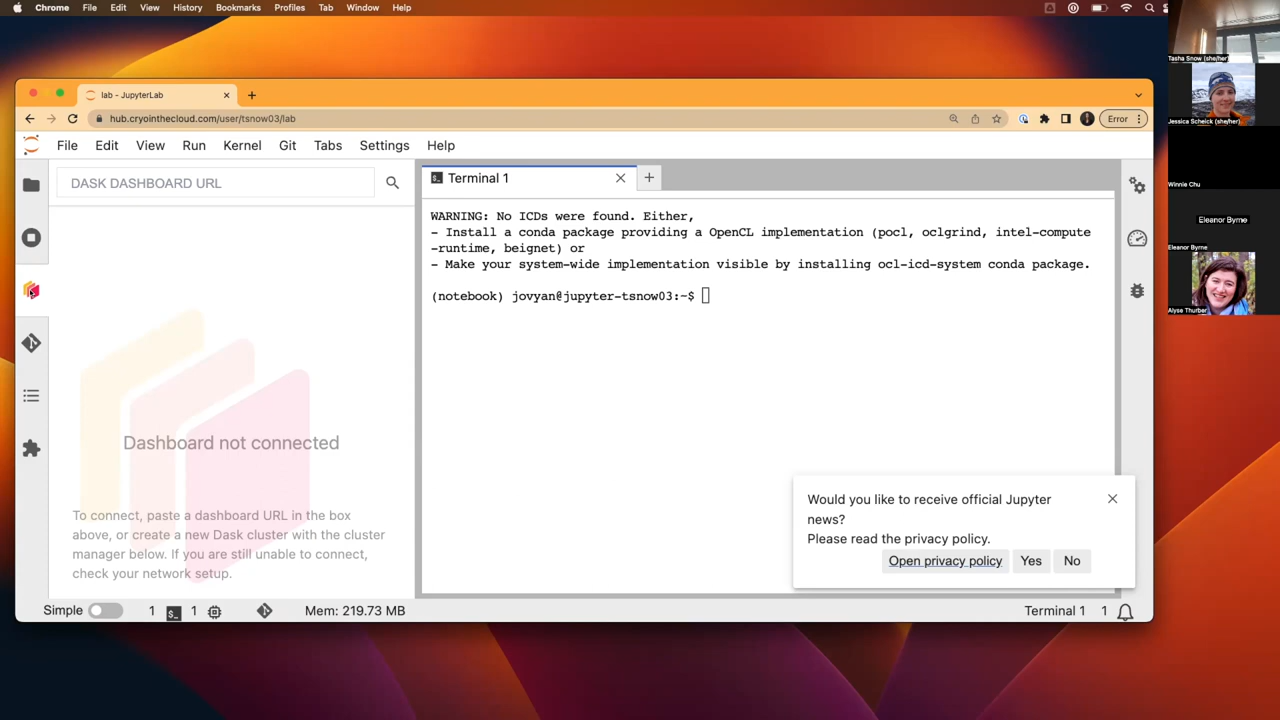 Chrome File Edit View History Bookmarks Profiles Tab Window Help
lab - JupyterLab
hub.cryointhecloud.com/user/tsnow03/lab
Error
File Edit View Run Kernel Git Tabs Settings Help
DASK DASHBOARD URL
Dashboard not connected
To connect, paste a dashboard URL in the box
above, or create a new Dask cluster with the cluster
manager below. If you are still unable to connect,
check your network setup.
Terminal 1
WARNING: No ICDs were found. Either,
- Install a conda package providing a OpenCL implementation (pocl, oclgrind, intel-compute
-runtime, beignet) or
- Make your system-wide implementation visible by installing ocl-icd-system conda package.
(notebook) jovyan@jupyter-tsnow03:~$
Would you like to receive official Jupyter
news?
Please read the privacy policy.
Open privacy policy Yes No
Simple 1 1 Mem: 219.73 MB Terminal 1 1
Tasha Snow (she/her)
Jessica Scheick (she/her)
Winnie Chu
Eleanor Byrne
Eleanor Byrne
Alyse Thurber